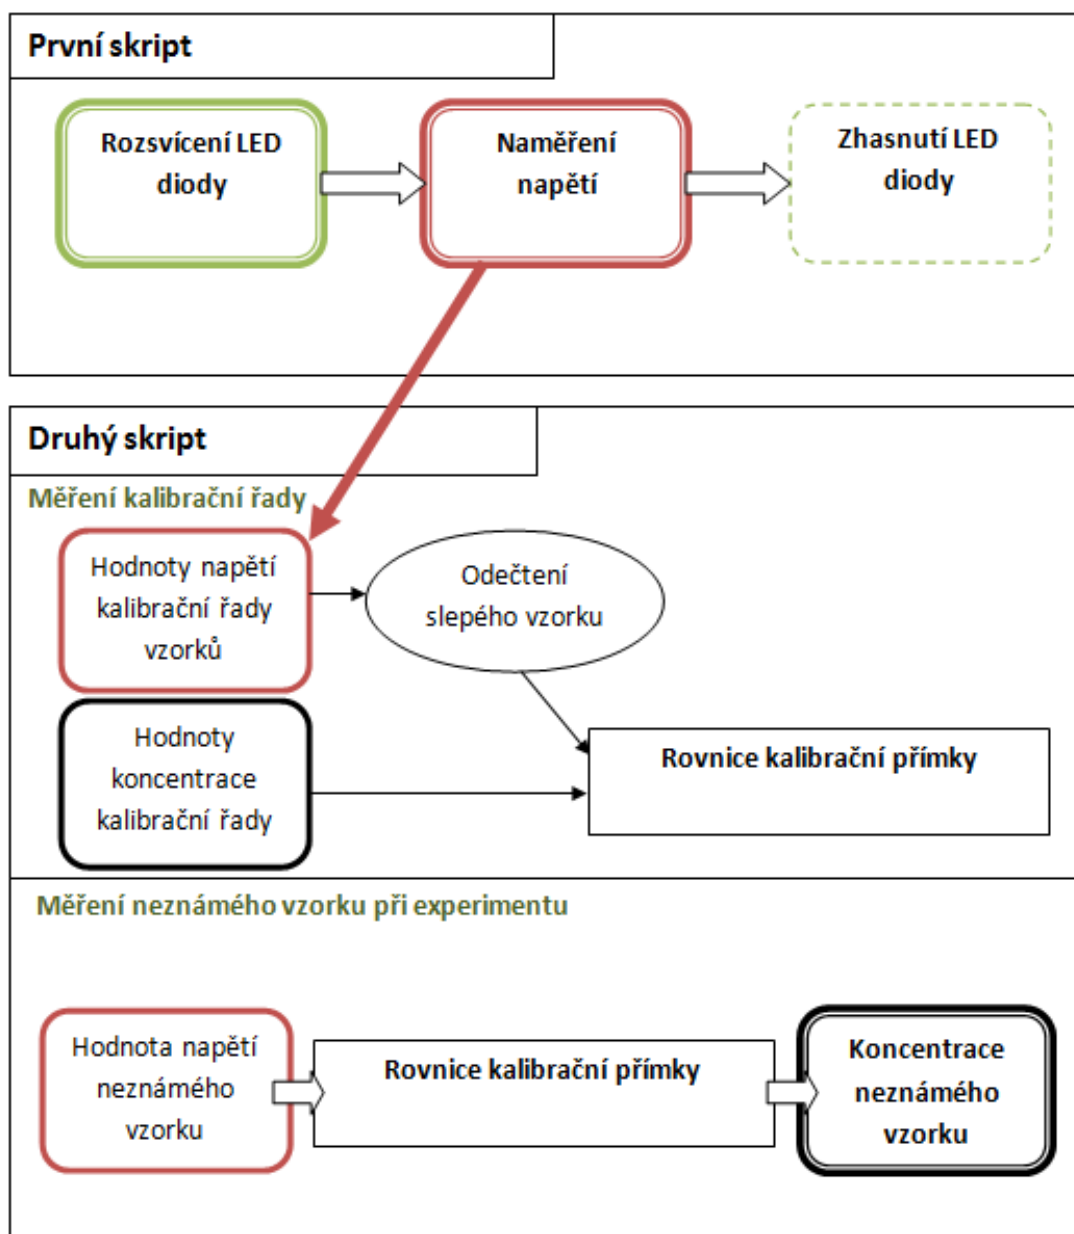 První skript
Rozsvícení LED
diody
Naměření
napětí
Zhasnutí LED
diody
Druhý skript
Měření kalibrační řady
Hodnoty napětí
kalibrační řady
vzorků
Odečtení
slepého vzorku
Hodnoty
koncentrace
kalibrační řady
Rovnice kalibrační přímky
Měření neznámého vzorku při experimentu
Hodnota napětí
neznámého
vzorku
Rovnice kalibrační přímky
Koncentrace
neznámého
vzorku